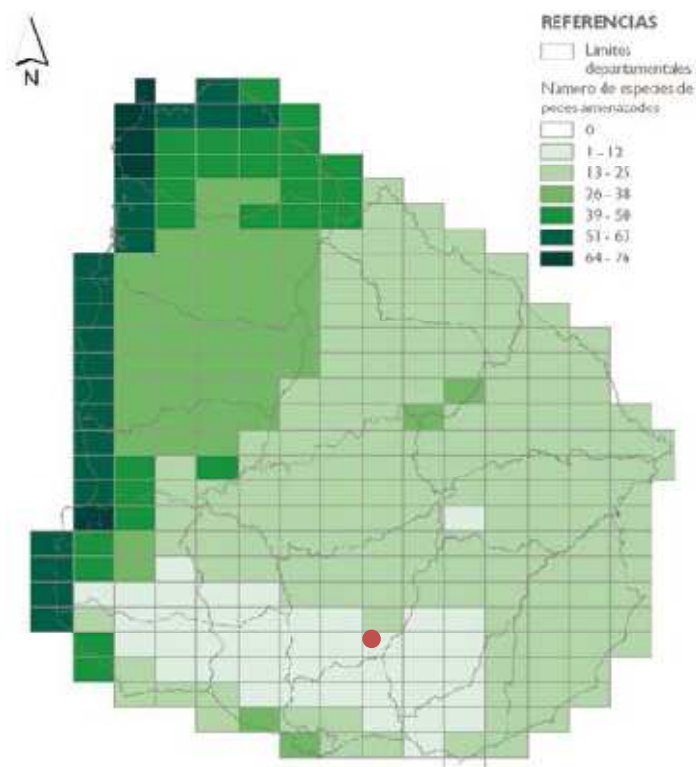 N
REFERENCIAS
Limites
departamentales
Número de especies de
peces amenazados
0
1 - 12
13 - 25
26 - 38
39 - 50
51 - 63
64 - 76